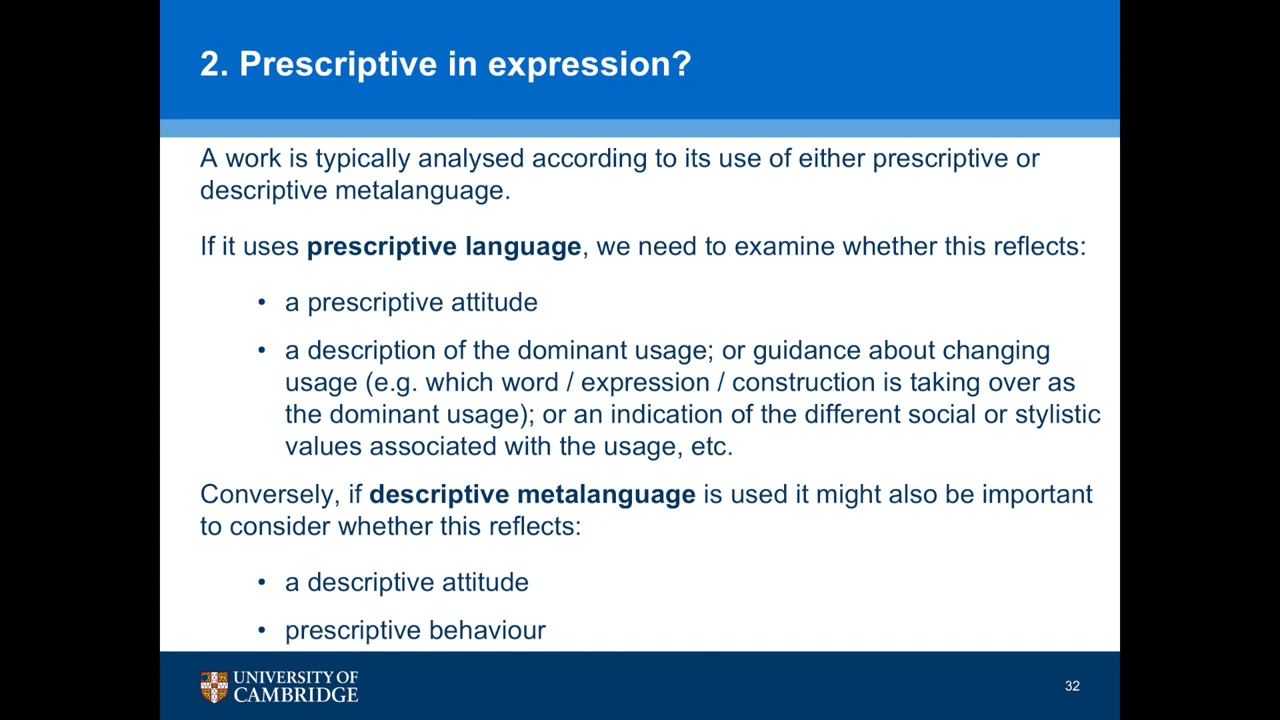 2. Prescriptive in expression?
A work is typically analysed according to its use of either prescriptive or
descriptive metalanguage.
If it uses prescriptive language, we need to examine whether this reflects:
• a prescriptive attitude
• a description of the dominant usage; or guidance about changing
usage (e.g. which word / expression / construction is taking over as
the dominant usage); or an indication of the different social or stylistic
values associated with the usage, etc.
Conversely, if descriptive metalanguage is used it might also be important
to consider whether this reflects:
• a descriptive attitude
• prescriptive behaviour
UNIVERSITY OF
CAMBRIDGE
32